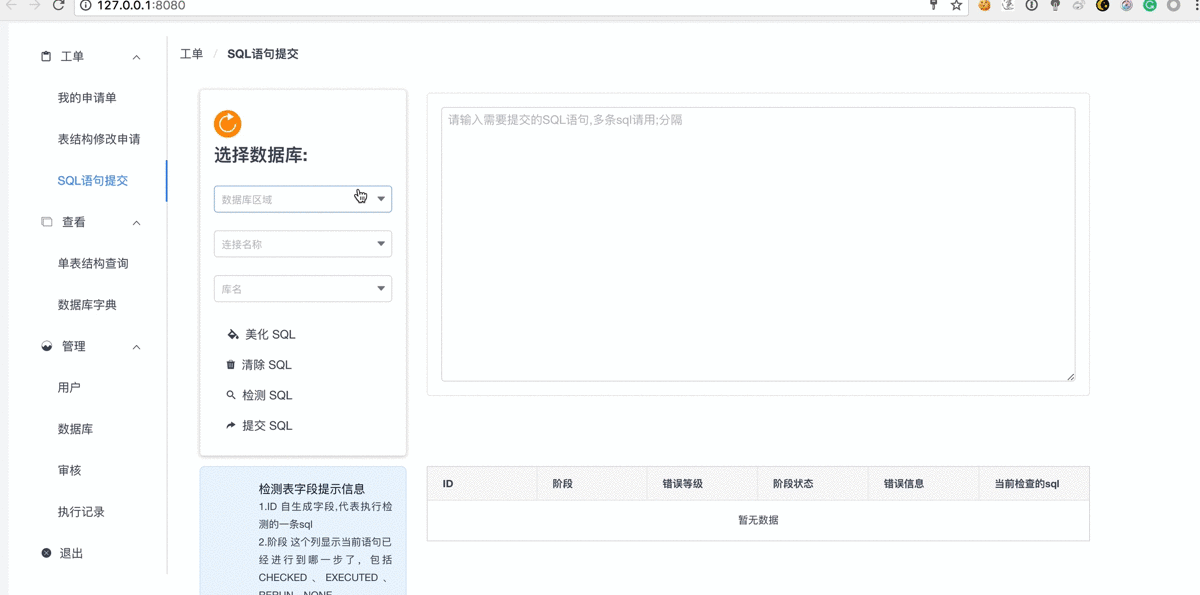 127.0.0.1:8080
工单
我的申请单
表结构修改申请
SQL语句提交
查看
单表结构查询
数据库字典
管理
用户
数据库
审核
执行记录
退出
工单 / SQL语句提交
选择数据库:
数据库区域
连接名称
库名
美化 SQL
清除 SQL
检测 SQL
提交 SQL
请输入需要提交的SQL语句,多条sql请用;分隔
检测表字段提示信息
1.ID 自生成字段,代表执行检
测的一条sql
2.阶段 这个列显示当前语句已
经进行到哪一步了，包括
CHECKED 、 EXECUTED 、
RERUN、NONE
ID 阶段 错误等级 阶段状态 错误信息 当前检查的sql
暂无数据